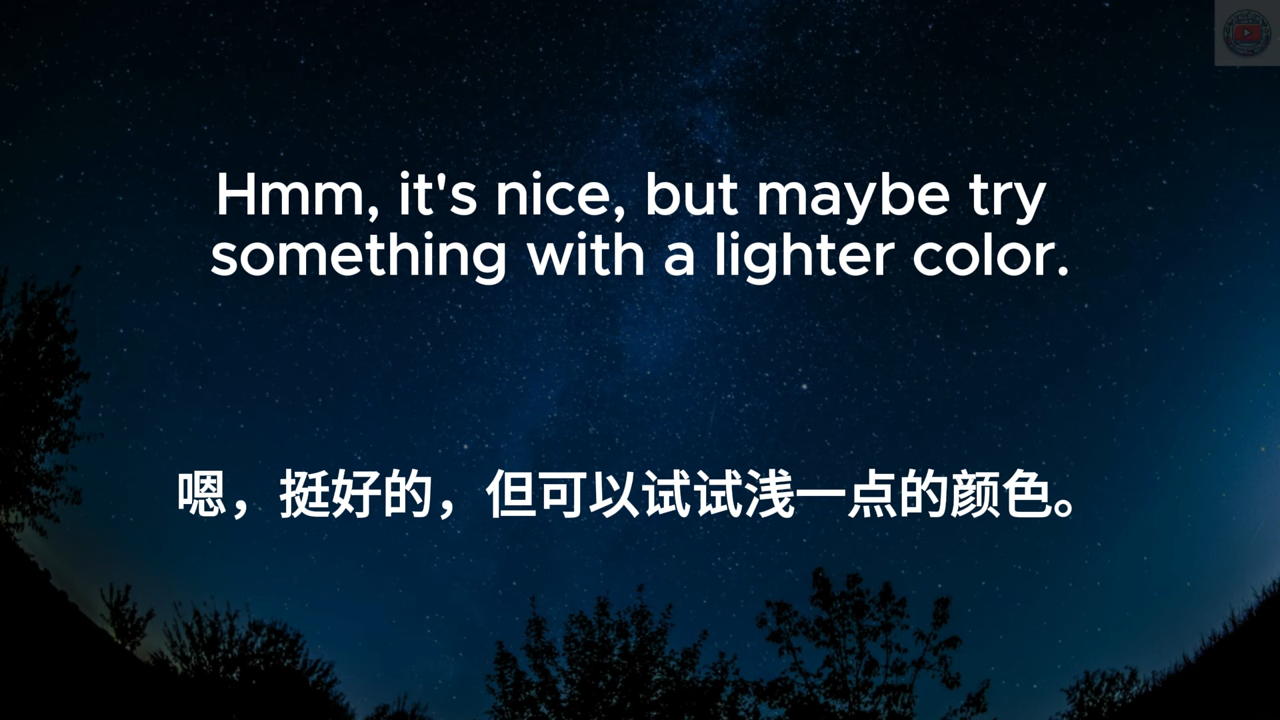 Hmm, it's nice, but maybe try
something with a lighter color.
嗯，挺好的，但可以试试浅一点的颜色。